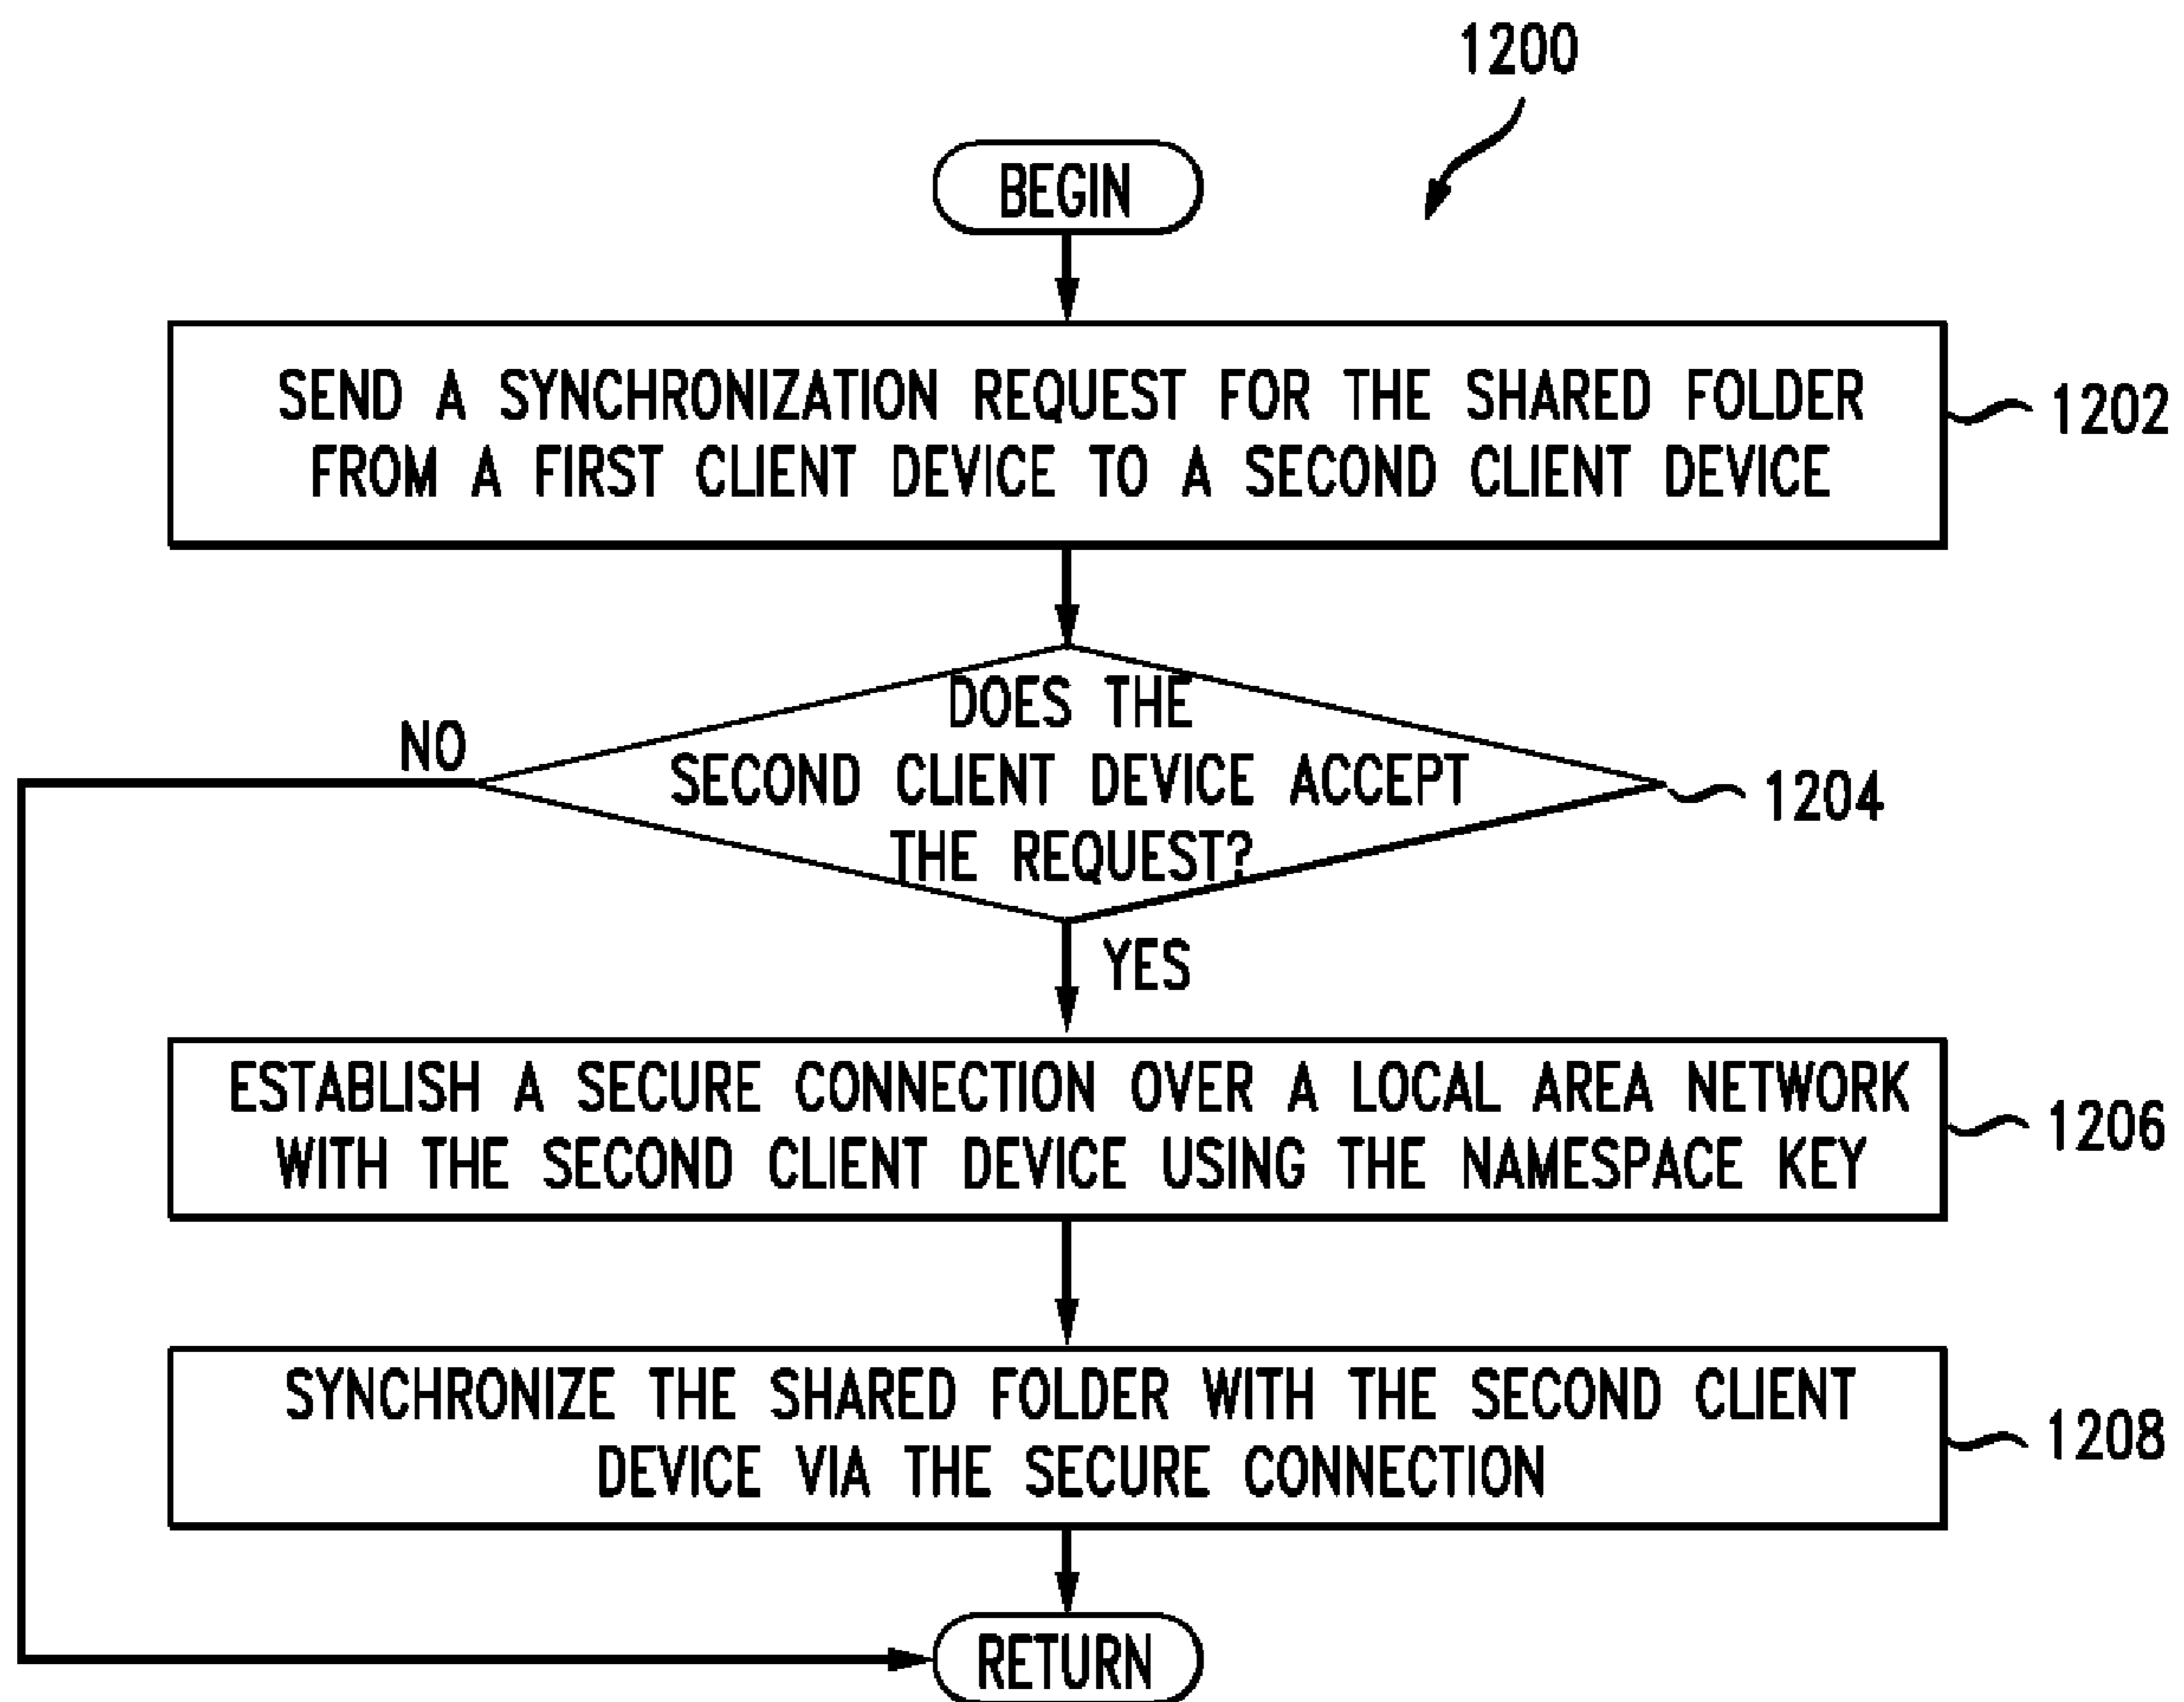 1200
BEGIN
SEND A SYNCHRONIZATION REQUEST FOR THE SHARED FOLDER
FROM A FIRST CLIENT DEVICE TO A SECOND CLIENT DEVICE
1202
DOES THE
SECOND CLIENT DEVICE ACCEPT
THE REQUEST?
1204
NO
YES
ESTABLISH A SECURE CONNECTION OVER A LOCAL AREA NETWORK
WITH THE SECOND CLIENT DEVICE USING THE NAMESPACE KEY
1206
SYNCHRONIZE THE SHARED FOLDER WITH THE SECOND CLIENT
DEVICE VIA THE SECURE CONNECTION
1208
RETURN